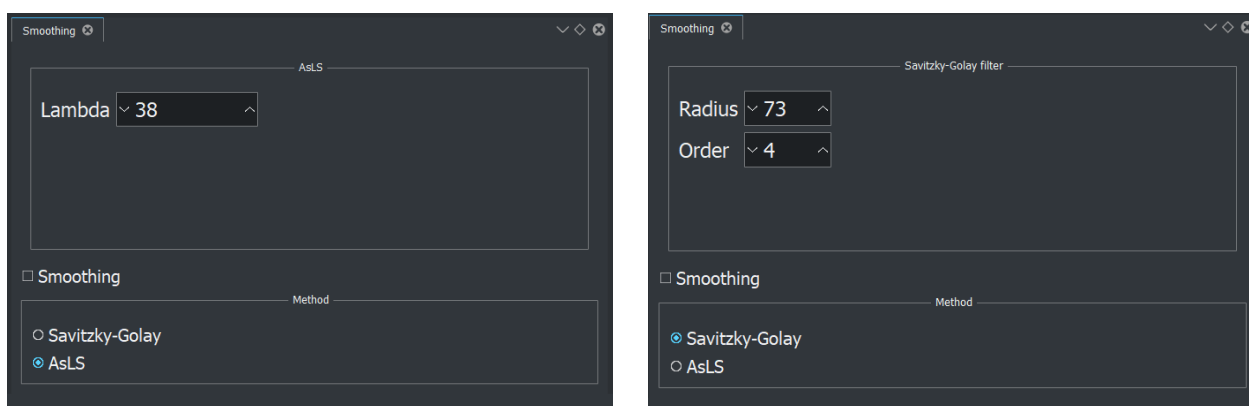 Smoothing
AsLS
Lambda 38
Smoothing
Method
Savitzky-Golay
AsLS
Smoothing
Savitzky-Golay filter
Radius 73
Order 4
Smoothing
Method
Savitzky-Golay
AsLS